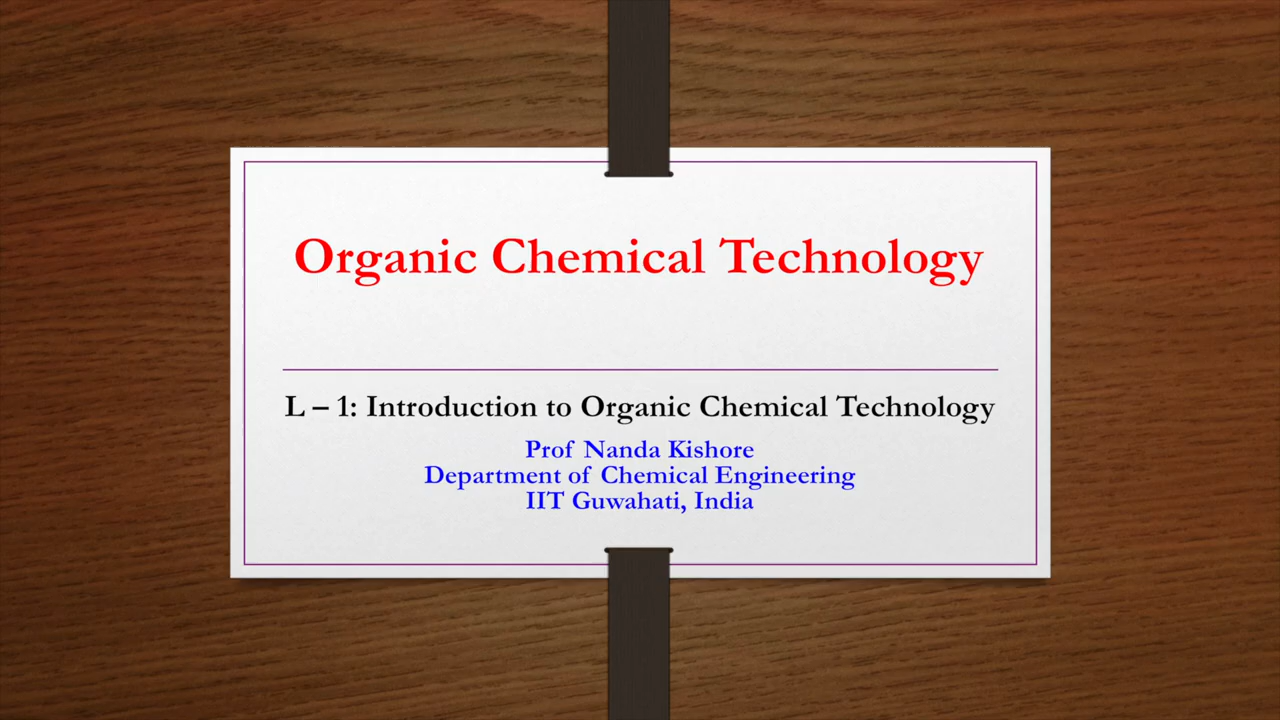 Organic Chemical Technology
L – 1: Introduction to Organic Chemical Technology
Prof Nanda Kishore
Department of Chemical Engineering
IIT Guwahati, India